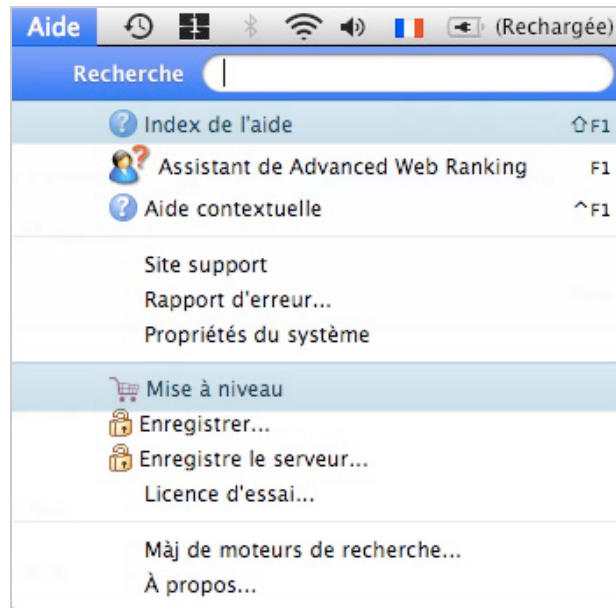 Aide (Rechargée)
Recherche
Index de l'aide ⇧F1
Assistant de Advanced Web Ranking F1
Aide contextuelle ^F1
Site support
Rapport d'erreur...
Propriétés du système
Mise à niveau
Enregistrer...
Enregistre le serveur...
Licence d'essai...
Màj de moteurs de recherche...
À propos...